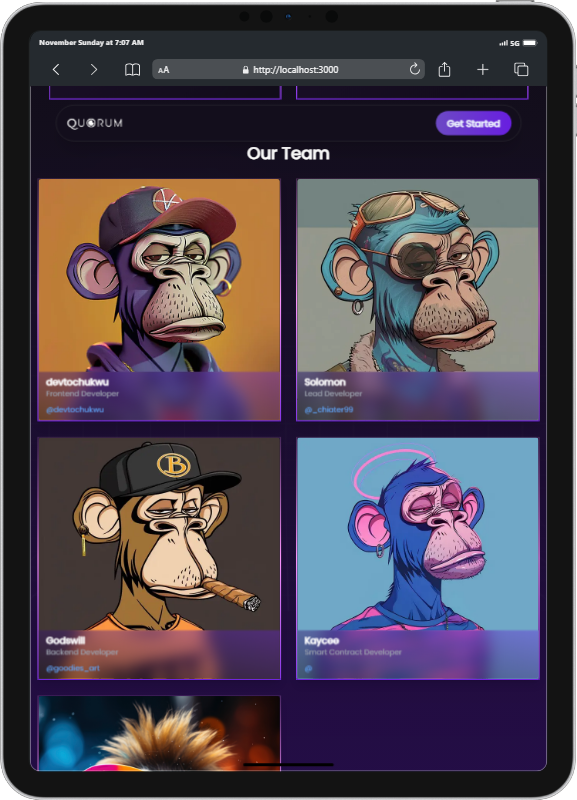 November Sunday at 7:07 AM
5G
AA
http://localhost:3000
QUORUM
Get Started
Our Team
devtochukwu
Frontend Developer
@devtochukwu
Solomon
Lead Developer
@_chiater99
B
Godswill
Backend Developer
@goodies_art
Kaycee
Smart Contract Developer
@